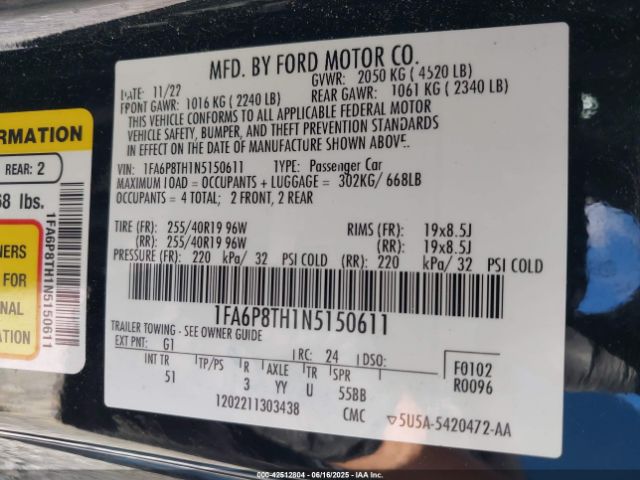 MFD. BY FORD MOTOR CO.
DATE: 11/22 GVWR: 2050 KG ( 4520 LB)
FRONT GAWR: 1016 KG ( 2240 LB) REAR GAWR: 1061 KG ( 2340 LB)
THIS VEHICLE CONFORMS TO ALL APPLICABLE FEDERAL MOTOR
VEHICLE SAFETY, BUMPER, AND THEFT PREVENTION STANDARDS
IN EFFECT ON THE DATE OF MANUFACTURE SHOWN ABOVE.
VIN: 1FA6P8TH1N5150611 TYPE: Passenger Car
MAXIMUM LOAD = OCCUPANTS + LUGGAGE = 302KG/ 668LB
OCCUPANTS = 4 TOTAL; 2 FRONT, 2 REAR
TIRE (FR): 255/40R19 96W RIMS (FR): 19x8.5J
(RR): 255/40R19 96W (RR): 19x8.5J
PRESSURE (FR): 220 kPa/ 32 PSI COLD (RR): 220 kPa/ 32 PSI COLD
1FA6P8TH1N5150611
TRAILER TOWING - SEE OWNER GUIDE
EXT PNT: G1 RC: 24 DSO: F0102
INT TR TP/PS R AXLE TR SPR R0096
51 3 YY U 55BB
1202211303438 CMC 5U5A-5420472-AA
ORMATION
REAR: 2
68 lbs.
NERS
FOR
NAL
TION
1FA6P8TH1N5150611
000-42512804 - 06/16/2025 - IAAI.COM